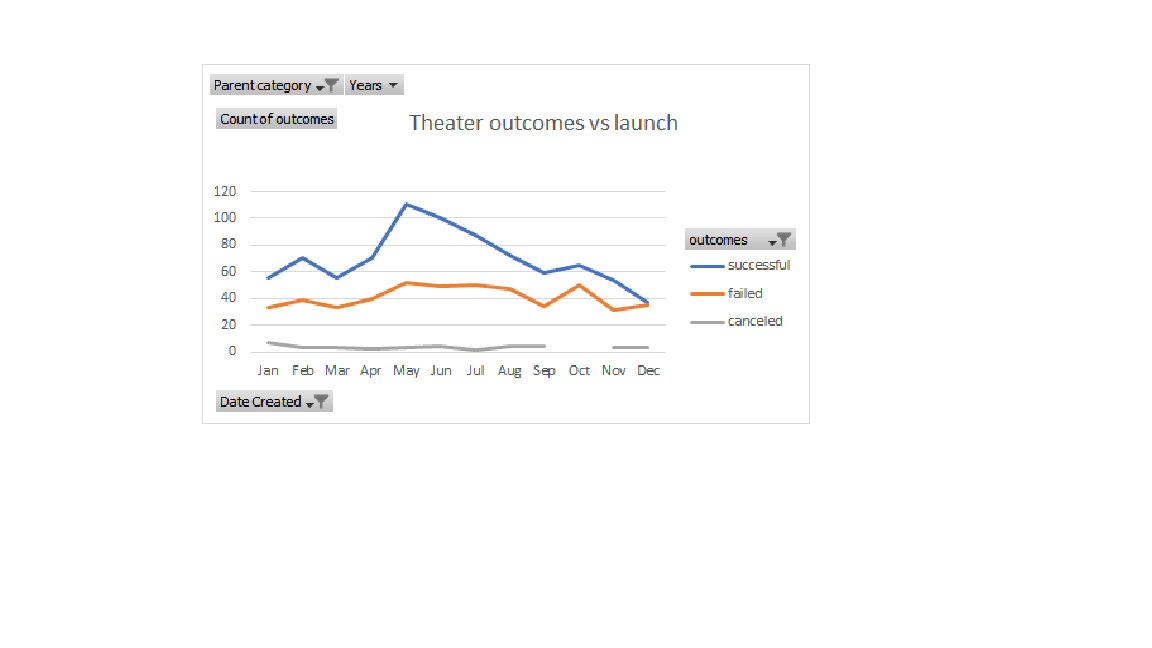 Parent category Years
Count of outcomes
Theater outcomes vs launch
120
100
80
60
40
20
0
Jan Feb Mar Apr May Jun Jul Aug Sep Oct Nov Dec
outcomes
successful
failed
canceled
Date Created